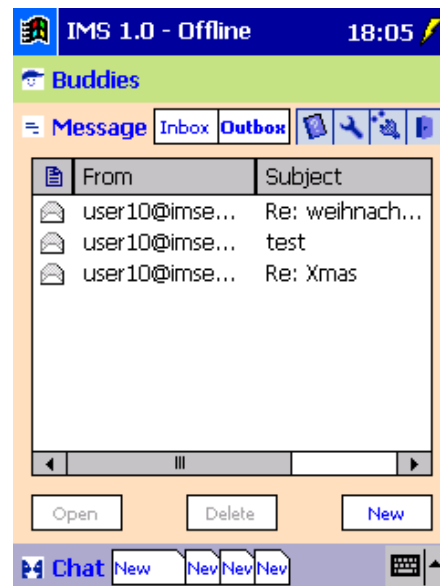 IMS 1.0 - Offline 18:05
Buddies
Message Inbox Outbox
From Subject
user10@imse... Re: weihnach...
user10@imse... test
user10@imse... Re: Xmas
Open Delete New
Chat New Nev Nev Nev